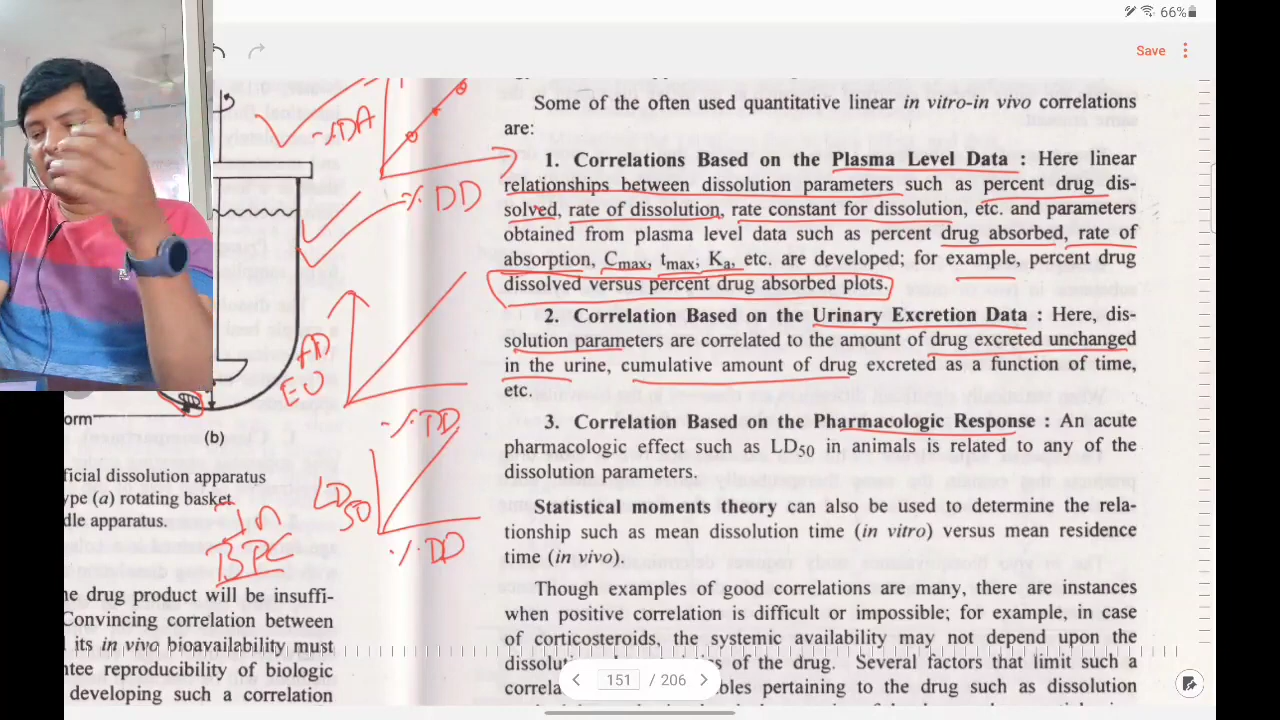 66%
Save
Some of the often used quantitative linear in vitro-in vivo correlations
are:
1. Correlations Based on the Plasma Level Data : Here linear
relationships between dissolution parameters such as percent drug dis-
solved, rate of dissolution, rate constant for dissolution, etc. and parameters
obtained from plasma level data such as percent drug absorbed, rate of
absorption, Cmax, tmax, Ka, etc. are developed; for example, percent drug
dissolved versus percent drug absorbed plots.
2. Correlation Based on the Urinary Excretion Data : Here, dis-
solution parameters are correlated to the amount of drug excreted unchanged
in the urine, cumulative amount of drug excreted as a function of time,
etc.
3. Correlation Based on the Pharmacologic Response : An acute
pharmacologic effect such as LD50 in animals is related to any of the
dissolution parameters.
Statistical moments theory can also be used to determine the rela-
tionship such as mean dissolution time (in vitro) versus mean residence
time (in vivo).
Though examples of good correlations are many, there are instances
when positive correlation is difficult or impossible; for example, in case
of corticosteroids, the systemic availability may not depend upon the
of the drug. Several factors that limit such a
pertaining to the drug such as dissolution
151 / 206
% DA
% DD
AD
EU
% DD
LD50
% DD
orm
(b)
ficial dissolution apparatus
ype (a) rotating basket
dle apparatus.
BPC
ne drug product will be insuffi-
Convincing correlation between
its in vivo bioavailability must
ntee reproducibility of biologic
developing such a correlation